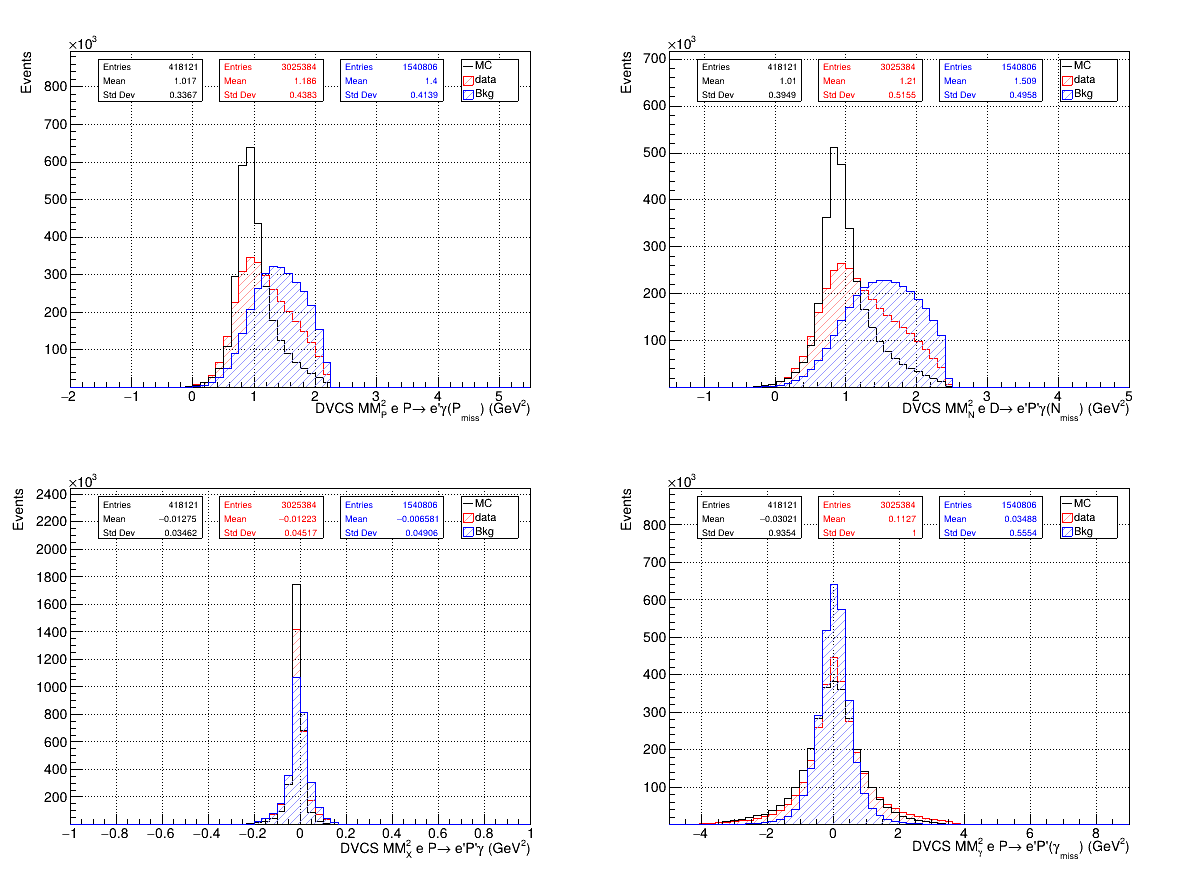 ×10³
Events
Entries 418121
Mean 1.017
Std Dev 0.3367
Entries 3025384
Mean 1.186
Std Dev 0.4383
Entries 1540806
Mean 1.4
Std Dev 0.4139
MC
data
Bkg
800
700
600
500
400
300
200
100
−2 −1 0 1 2 3 4 5
DVCS MM²_P e P→ e'γ(P_miss) (GeV²)
×10³
Events
Entries 418121
Mean 1.01
Std Dev 0.3949
Entries 3025384
Mean 1.21
Std Dev 0.5155
Entries 1540806
Mean 1.509
Std Dev 0.4958
MC
data
Bkg
700
600
500
400
300
200
100
−1 0 1 2 3 4 5
DVCS MM²_N e D→ e'P'γ(N_miss) (GeV²)
×10³
Events
Entries 418121
Mean −0.01275
Std Dev 0.03462
Entries 3025384
Mean −0.01223
Std Dev 0.04517
Entries 1540806
Mean −0.006581
Std Dev 0.04906
MC
data
Bkg
2400
2200
2000
1800
1600
1400
1200
1000
800
600
400
200
−1 −0.8 −0.6 −0.4 −0.2 0 0.2 0.4 0.6 0.8 1
DVCS MM²_X e P→ e'P'γ (GeV²)
×10³
Events
Entries 418121
Mean −0.03021
Std Dev 0.9354
Entries 3025384
Mean 0.1127
Std Dev 1
Entries 1540806
Mean 0.03488
Std Dev 0.5554
MC
data
Bkg
800
700
600
500
400
300
200
100
−4 −2 0 2 4 6 8
DVCS MM²_γ e P→ e'P'(γ_miss) (GeV²)